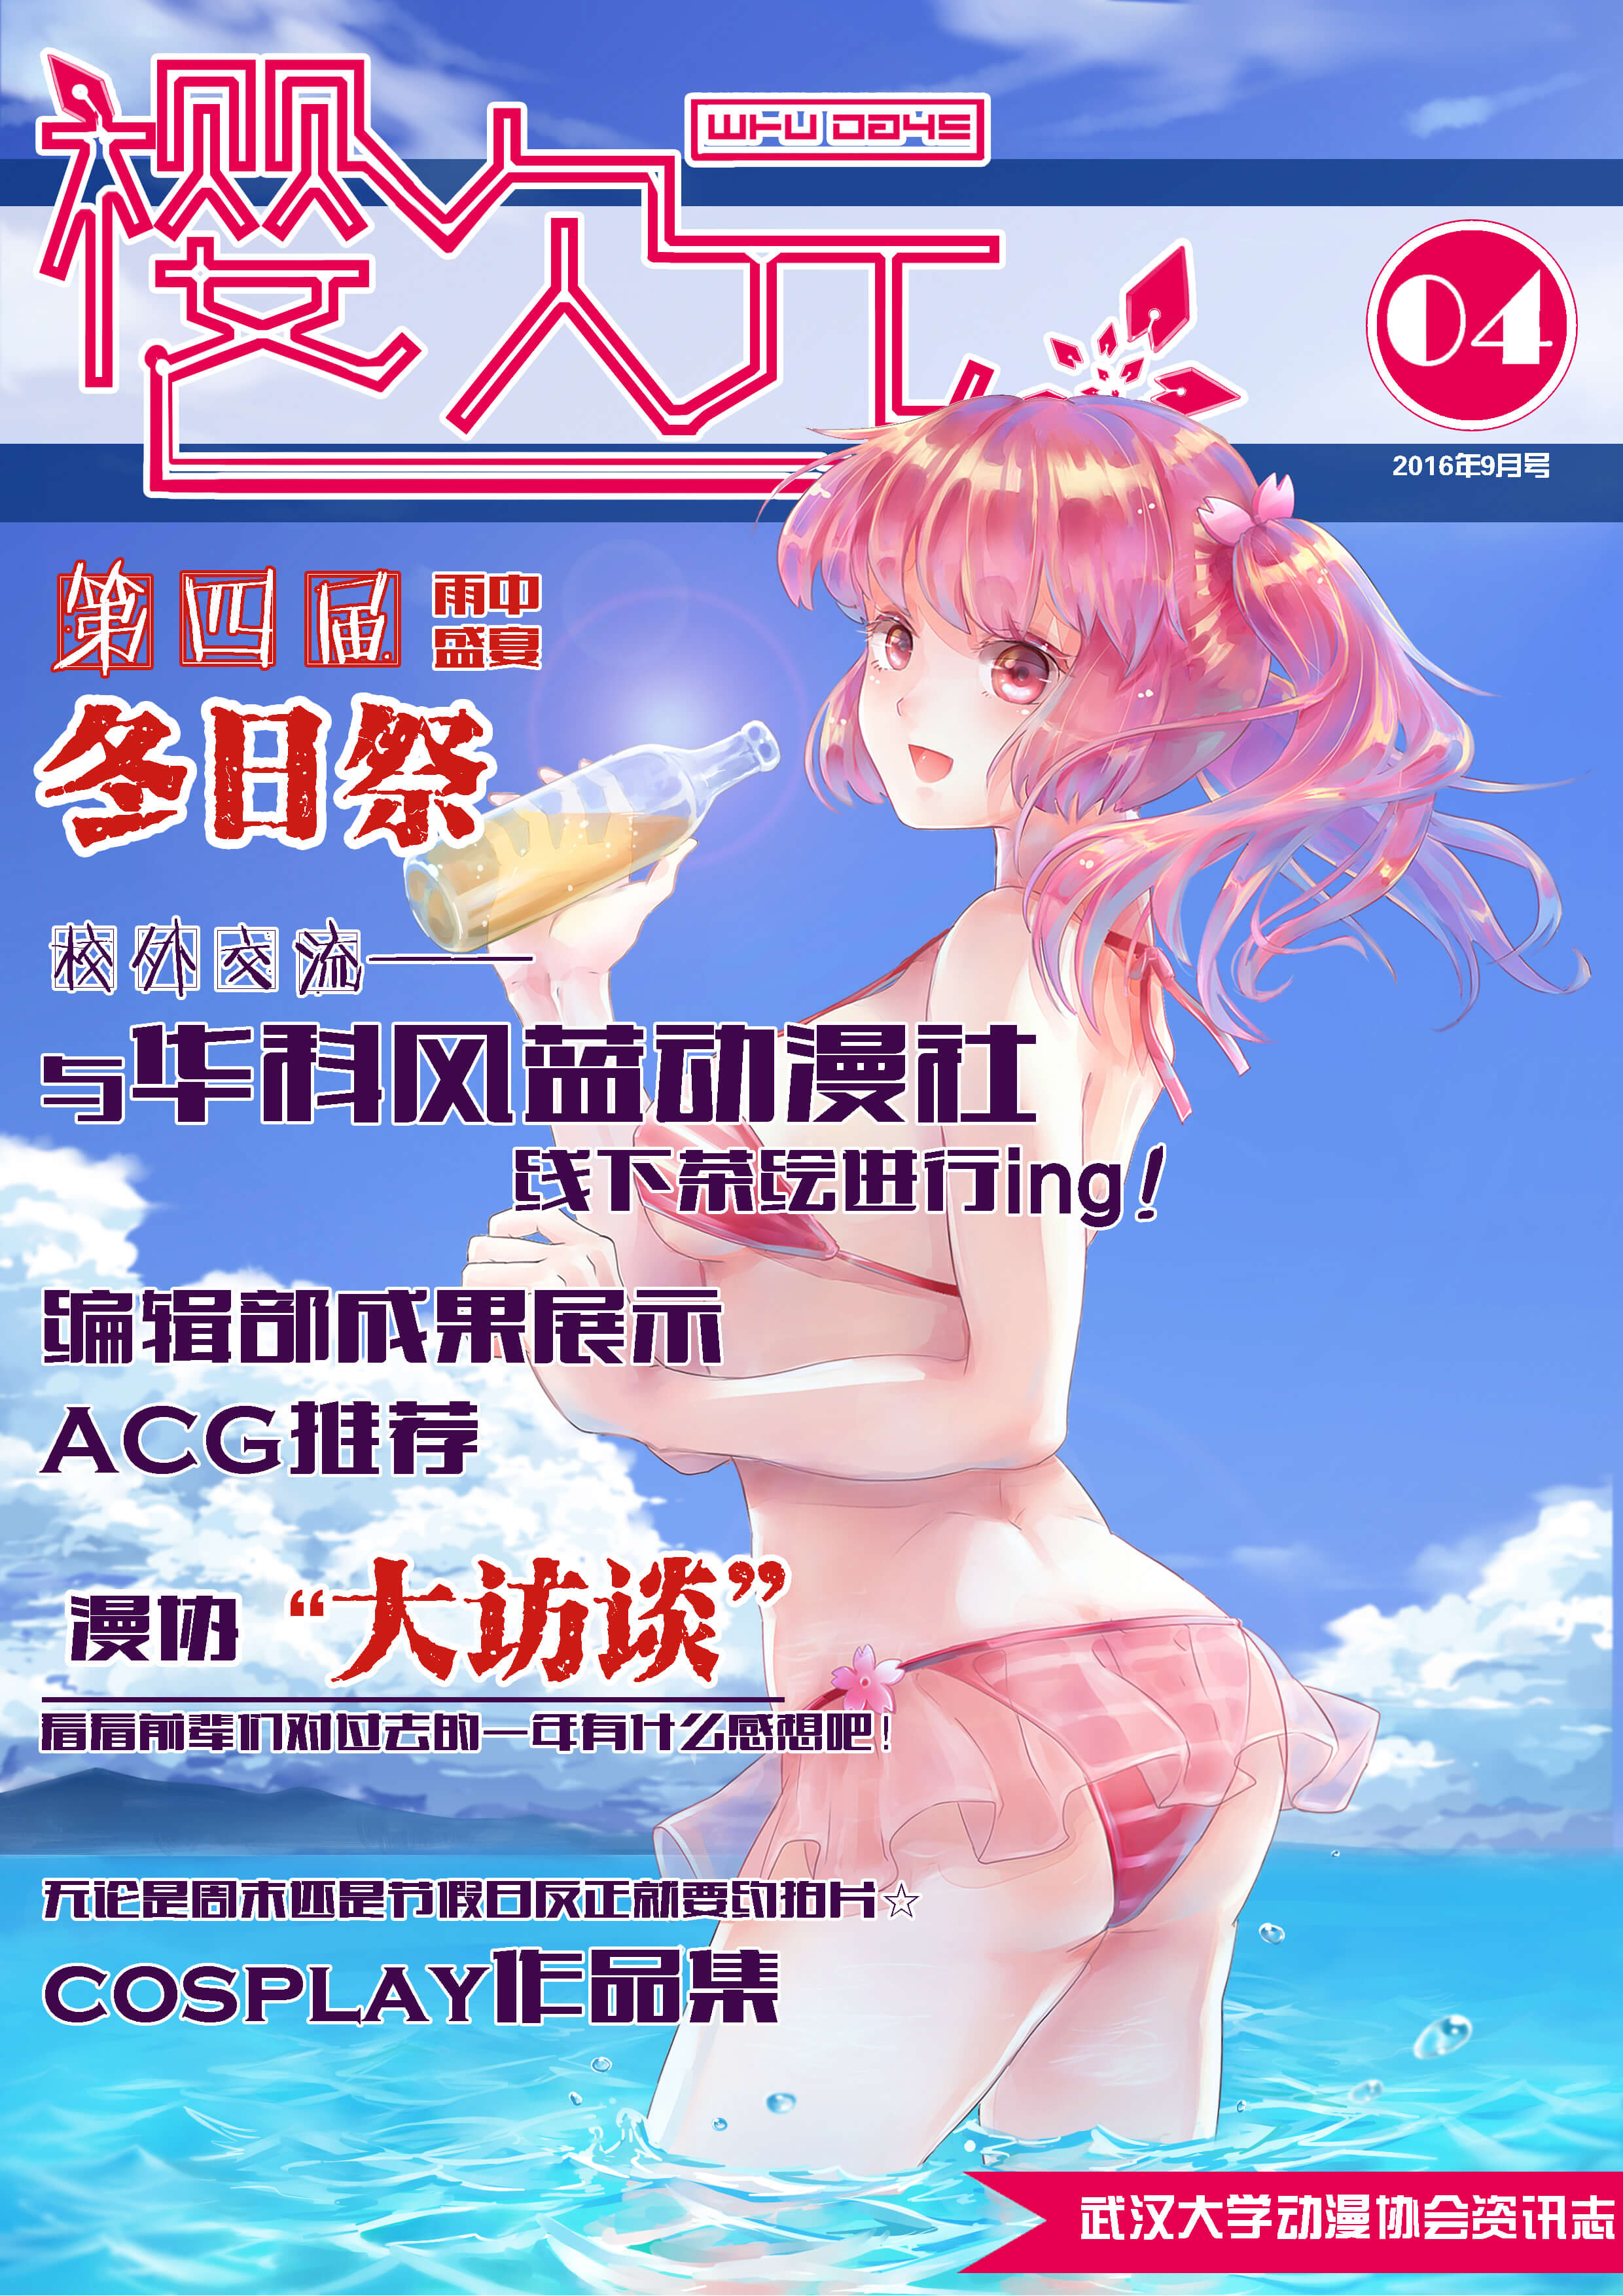 樱次元
WHU DAYS
04
2016年9月号
第四届
雨中
盛宴
冬日祭
校外交流——
与华科风蓝动漫社
线下茶绘进行ing！
编辑部成果展示
ACG推荐
漫协 “大访谈”
看看前辈们对过去的一年有什么感想吧！
无论是周末还是节假日反正就要约拍片☆
COSPLAY作品集
武汉大学动漫协会资讯志